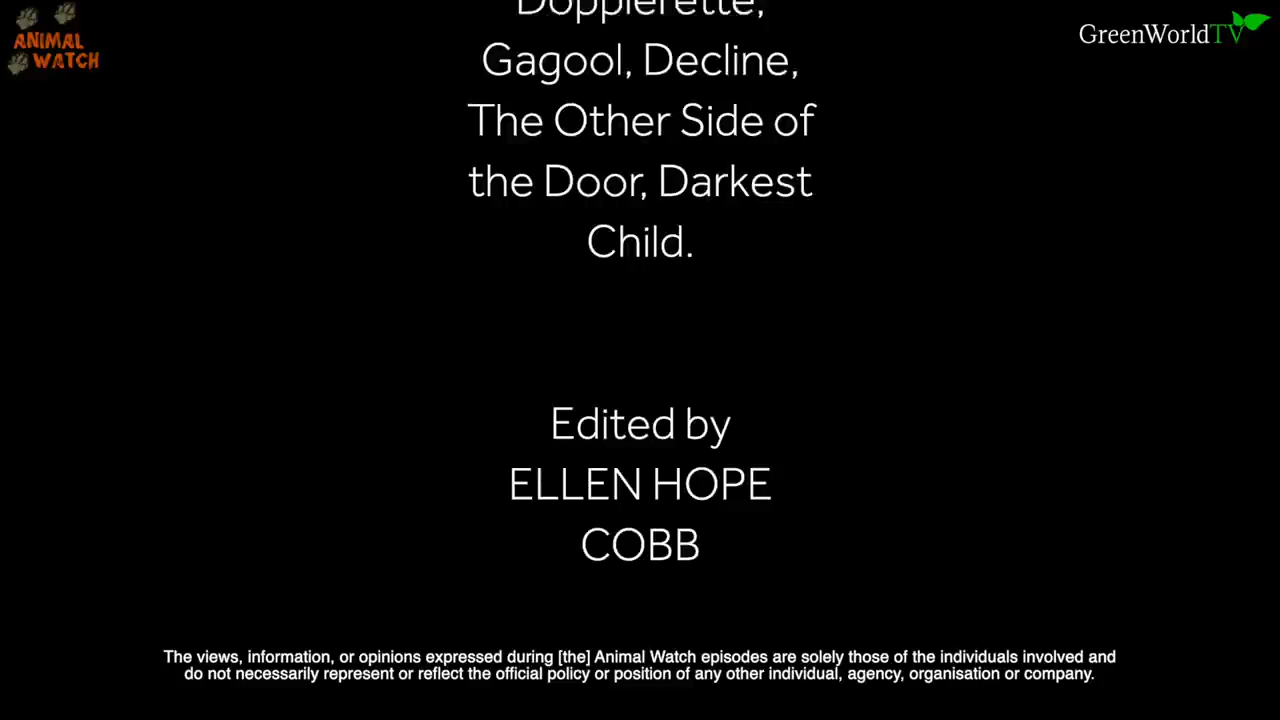 ANIMAL
WATCH
GreenWorldTV
Dopplerette,
Gagool, Decline,
The Other Side of
the Door, Darkest
Child.
Edited by
ELLEN HOPE
COBB
The views, information, or opinions expressed during [the] Animal Watch episodes are solely those of the individuals involved and
do not necessarily represent or reflect the official policy or position of any other individual, agency, organisation or company.